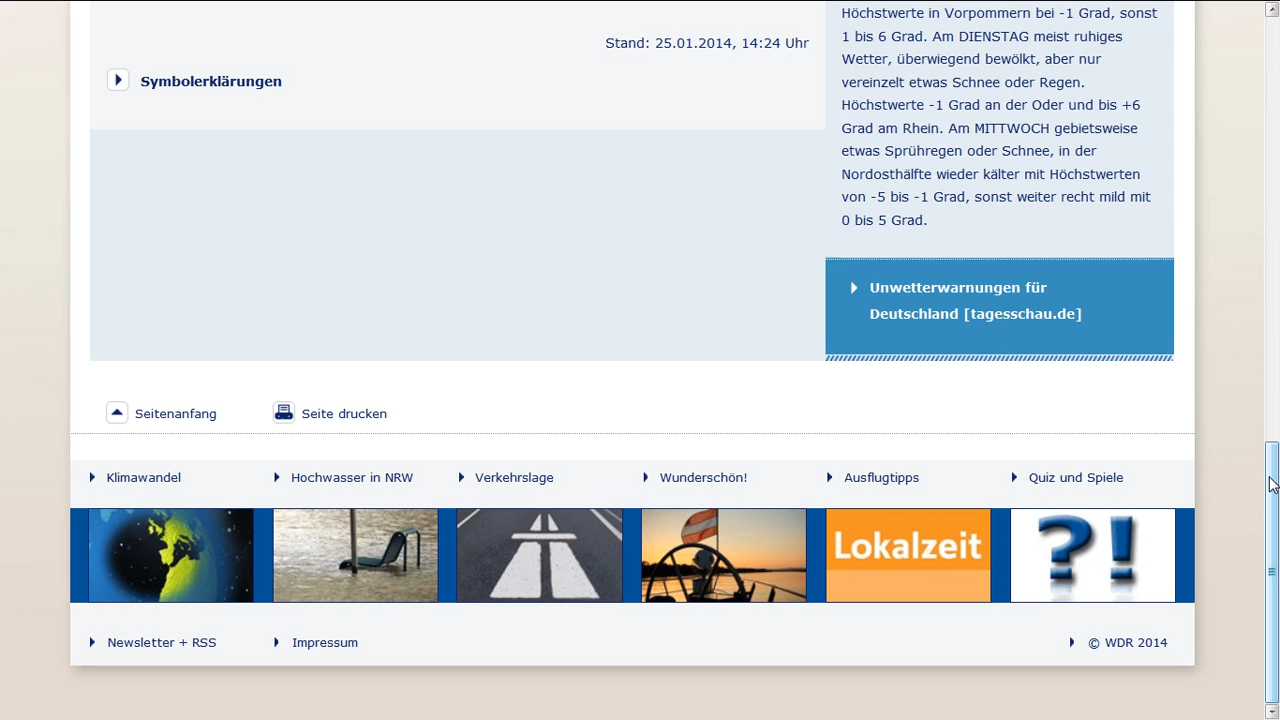 Stand: 25.01.2014, 14:24 Uhr
Symbolerklärungen
Höchstwerte in Vorpommern bei -1 Grad, sonst
1 bis 6 Grad. Am DIENSTAG meist ruhiges
Wetter, überwiegend bewölkt, aber nur
vereinzelt etwas Schnee oder Regen.
Höchstwerte -1 Grad an der Oder und bis +6
Grad am Rhein. Am MITTWOCH gebietsweise
etwas Sprühregen oder Schnee, in der
Nordosthälfte wieder kälter mit Höchstwerten
von -5 bis -1 Grad, sonst weiter recht mild mit
0 bis 5 Grad.
Unwetterwarnungen für
Deutschland [tagesschau.de]
Seitenanfang
Seite drucken
Klimawandel
Hochwasser in NRW
Verkehrslage
Wunderschön!
Ausflugtipps
Quiz und Spiele
Lokalzeit
?!
Newsletter + RSS
Impressum
© WDR 2014